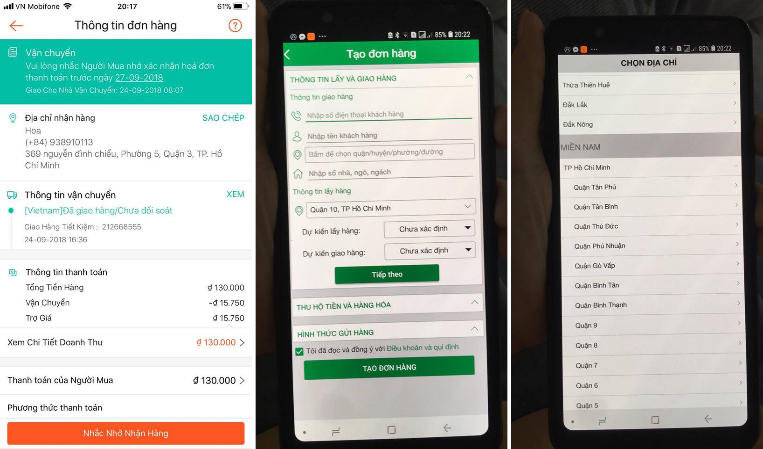 VN Mobifone
20:17
61%
Thông tin đơn hàng
?
Vận chuyển
Vui lòng nhắc Người Mua nhớ xác nhận hoá đơn
thanh toán trước ngày 27-09-2018
Giao Cho Nhà Vận Chuyển: 24-09-2018 08:07
Địa chỉ nhận hàng
SAO CHÉP
Hoa
(+84) 938910113
369 nguyễn đình chiểu, Phường 5, Quận 3, TP. Hồ
Chí Minh
Thông tin vận chuyển
XEM
[Vietnam]Đã giao hàng/Chưa đối soát
Giao Hàng Tiết Kiệm : 212668555
24-09-2018 16:36
Thông tin thanh toán
Tổng Tiền Hàng
₫ 130.000
Vận Chuyển
-₫ 15.750
Trợ Giá
₫ 15.750
Xem Chi Tiết Doanh Thu
₫ 130.000
Thanh toán của Người Mua
₫ 130.000
Phương thức thanh toán
Nhắc Nhở Nhận Hàng
85% 20:22
Tạo đơn hàng
THÔNG TIN LẤY VÀ GIAO HÀNG
Thông tin giao hàng
Nhập số điện thoại khách hàng
Nhập tên khách hàng
Bấm để chọn quận/huyện/phường/đường
Nhập số nhà, ngõ, ngách
Thông tin lấy hàng
Quận 10, TP Hồ Chí Minh
Dự kiến lấy hàng:
Chưa xác định
Dự kiến giao hàng:
Chưa xác định
Tiếp theo
THU HỘ TIỀN VÀ HÀNG HÓA
HÌNH THỨC GỬI HÀNG
Tôi đã đọc và đồng ý với Điều khoản và qui định
TẠO ĐƠN HÀNG
85% 20:22
CHỌN ĐỊA CHỈ
Thừa Thiên Huế
Đắk Lắk
Đắk Nông
MIỀN NAM
TP Hồ Chí Minh
Quận Tân Phú
Quận Tân Bình
Quận Thủ Đức
Quận Phú Nhuận
Quận Gò Vấp
Quận Bình Tân
Quận Bình Thạnh
Quận 9
Quận 8
Quận 7
Quận 6
Quận 5